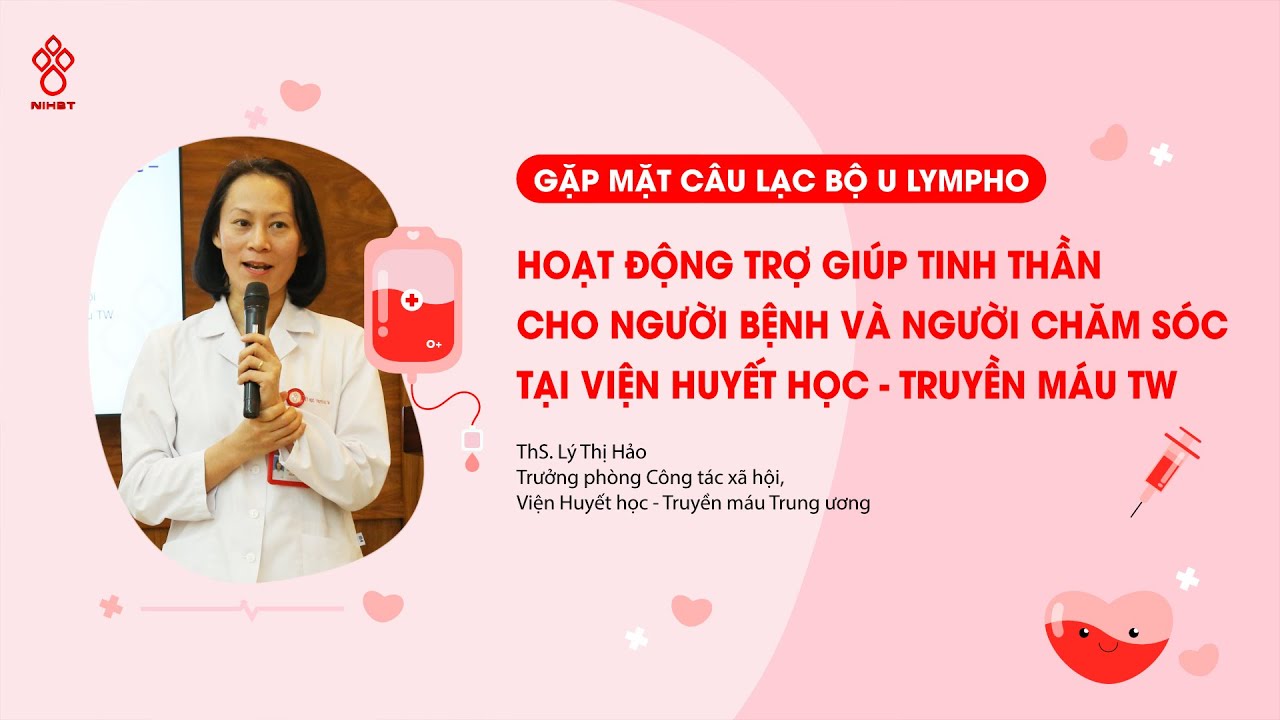 NIHBT
GẶP MẶT CÂU LẠC BỘ U LYMPHO
HOẠT ĐỘNG TRỢ GIÚP TINH THẦN
CHO NGƯỜI BỆNH VÀ NGƯỜI CHĂM SÓC
TẠI VIỆN HUYẾT HỌC - TRUYỀN MÁU TW
ThS. Lý Thị Hảo
Trưởng phòng Công tác xã hội,
Viện Huyết học - Truyền máu Trung ương
TW
O+